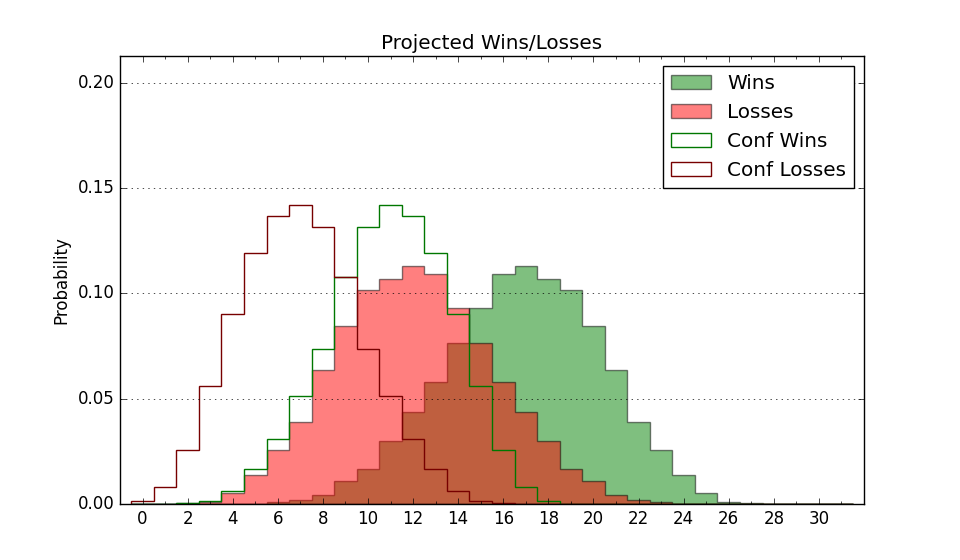 Projected Wins/Losses
0.20
0.15
0.10
0.05
0.00
Probability
Wins
Losses
Conf Wins
Conf Losses
0 2 4 6 8 10 12 14 16 18 20 22 24 26 28 30